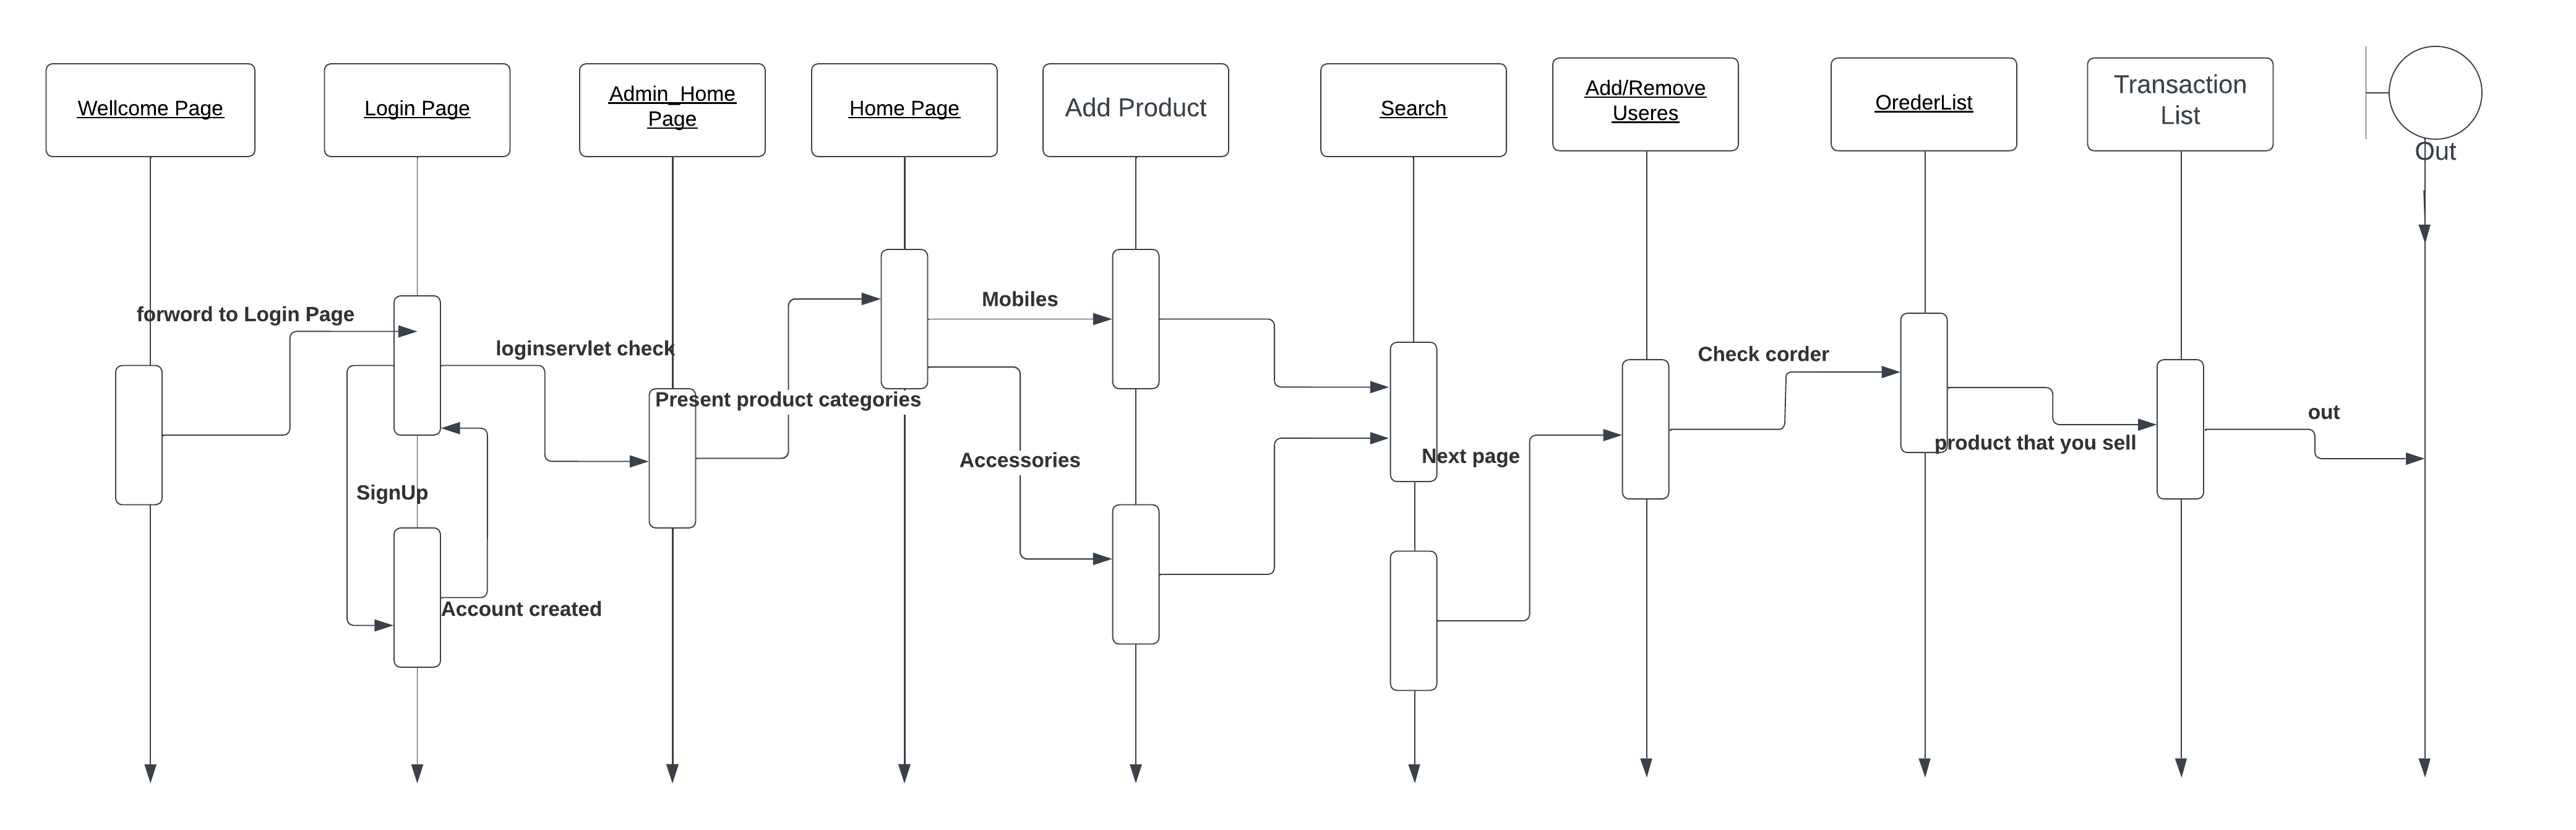 Wellcome Page
Login Page
Admin_Home
Page
Home Page
Add Product
Search
Add/Remove
Useres
OrederList
Transaction
List
Out
forword to Login Page
loginservlet check
Present product categories
Mobiles
Accessories
SignUp
Account created
Next page
Check corder
product that you sell
out